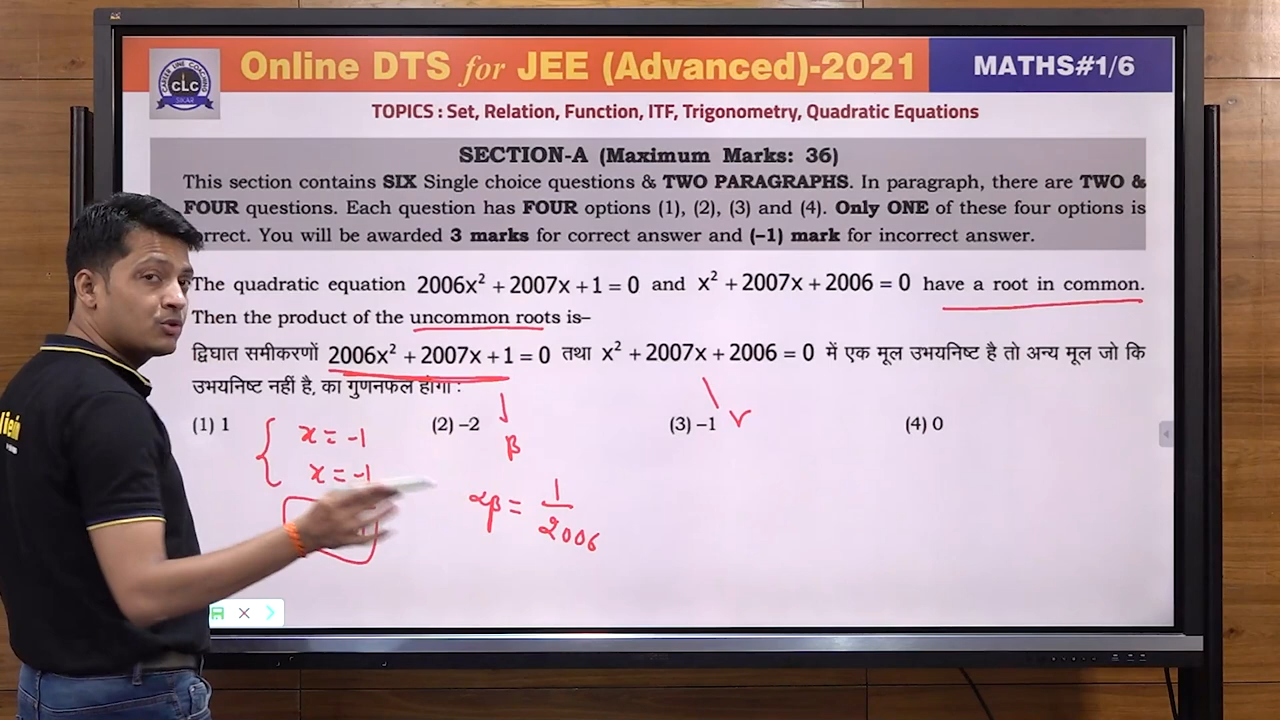 Online DTS for JEE (Advanced)-2021
MATHS#1/6
CLC
SIKAR
TOPICS : Set, Relation, Function, ITF, Trigonometry, Quadratic Equations
SECTION-A (Maximum Marks: 36)
This section contains SIX Single choice questions & TWO PARAGRAPHS. In paragraph, there are TWO &
FOUR questions. Each question has FOUR options (1), (2), (3) and (4). Only ONE of these four options is
rrect. You will be awarded 3 marks for correct answer and (–1) mark for incorrect answer.
The quadratic equation 2006x² + 2007x + 1 = 0 and x² + 2007x + 2006 = 0 have a root in common.
Then the product of the uncommon roots is–
द्विघात समीकरणों 2006x² + 2007x + 1 = 0 तथा x² + 2007x + 2006 = 0 में एक मूल उभयनिष्ट है तो अन्य मूल जो कि
उभयनिष्ट नहीं है, का गुणनफल होगा :
(1) 1 (2) –2 (3) –1 (4) 0
x = -1
x = -1
β
γ
αβ = 1/2006